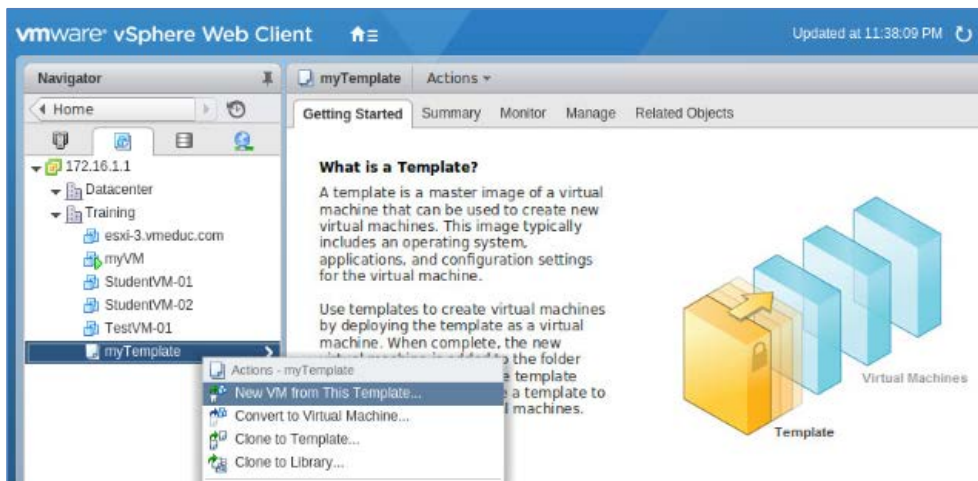 vmware® vSphere Web Client
Updated at 11:38:09 PM
Navigator
Home
172.16.1.1
Datacenter
Training
esxi-3.vmeduc.com
myVM
StudentVM-01
StudentVM-02
TestVM-01
myTemplate
myTemplate Actions
Getting Started Summary Monitor Manage Related Objects
What is a Template?
A template is a master image of a virtual
machine that can be used to create new
virtual machines. This image typically
includes an operating system,
applications, and configuration settings
for the virtual machine.
Use templates to create virtual machines
by deploying the template as a virtual
machine. When complete, the new
the folder
template
a template to
machines.
Actions - myTemplate
New VM from This Template...
Convert to Virtual Machine...
Clone to Template...
Clone to Library...
Virtual Machines
Template